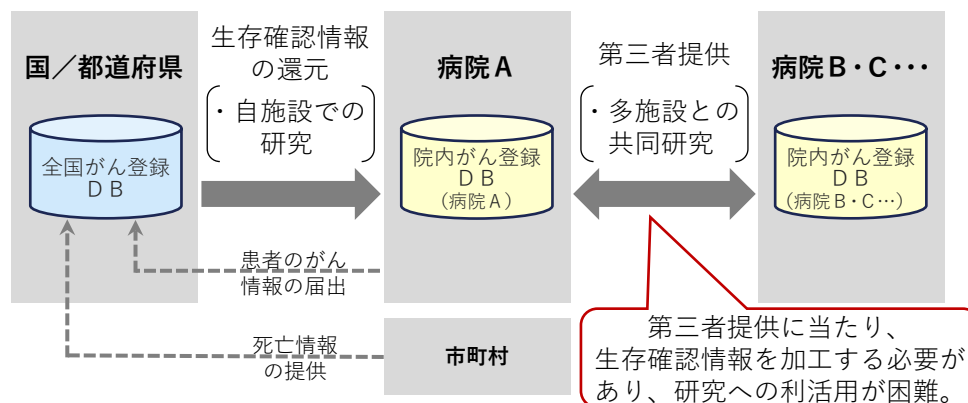 国／都道府県
全国がん登録
ＤＢ
生存確認情報
の還元
・自施設での
研究
病院Ａ
院内がん登録
ＤＢ
（病院Ａ）
第三者提供
・多施設との
共同研究
病院Ｂ・Ｃ・・・
院内がん登録
ＤＢ
（病院Ｂ・Ｃ…）
患者のがん
情報の届出
死亡情報
の提供
市町村
第三者提供に当たり、
生存確認情報を加工する必要が
あり、研究への利活用が困難。